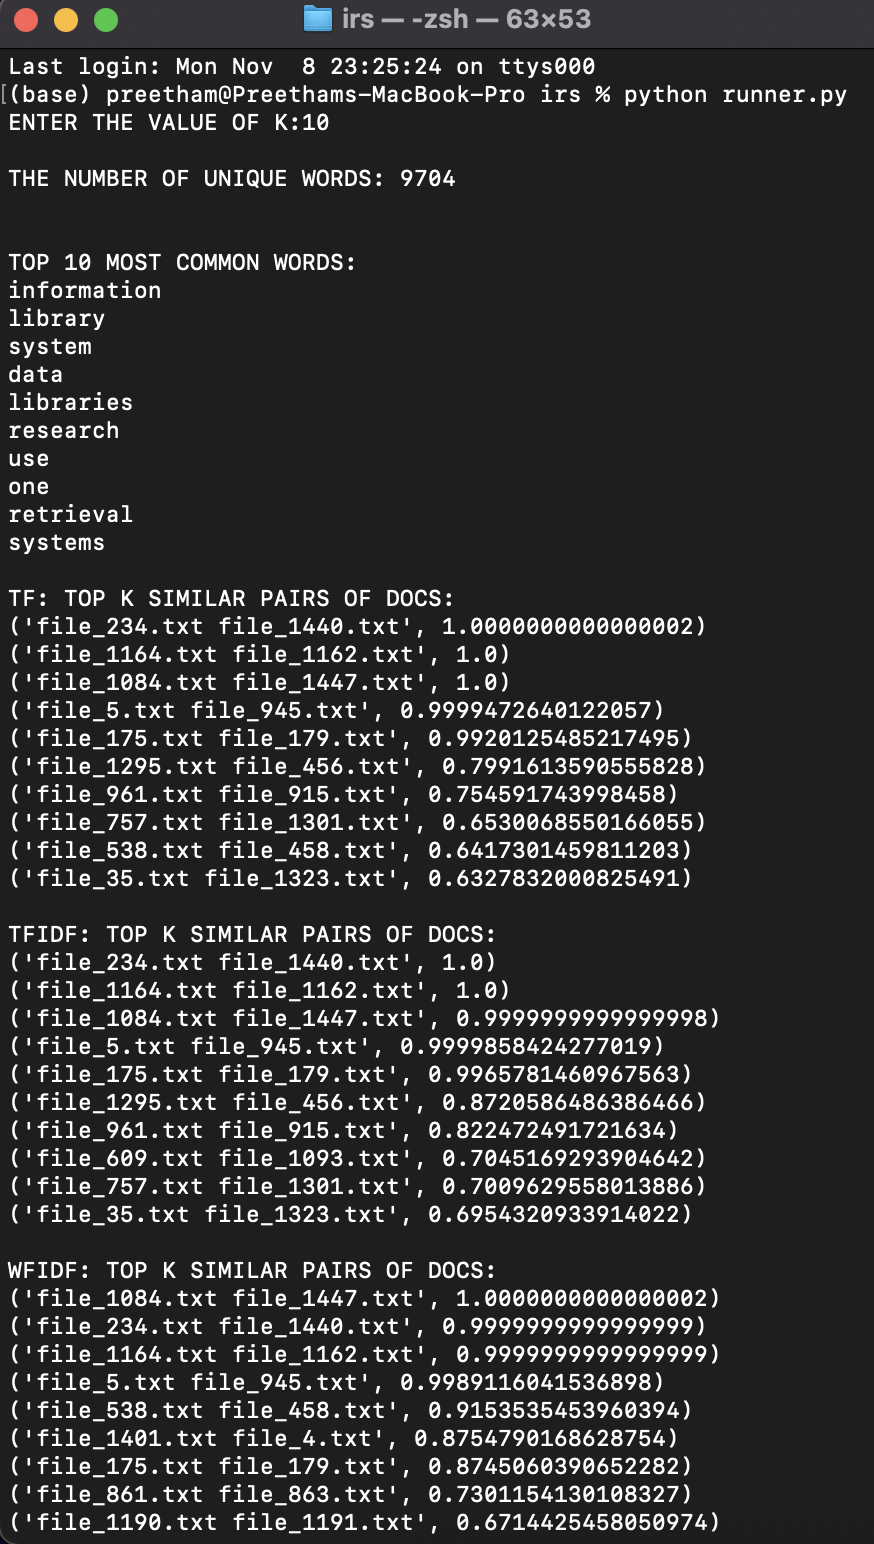 irs — -zsh — 63×53
Last login: Mon Nov  8 23:25:24 on ttys000
[(base) preetham@Preethams-MacBook-Pro irs % python runner.py
ENTER THE VALUE OF K:10
THE NUMBER OF UNIQUE WORDS: 9704
TOP 10 MOST COMMON WORDS:
information
library
system
data
libraries
research
use
one
retrieval
systems
TF: TOP K SIMILAR PAIRS OF DOCS:
('file_234.txt file_1440.txt', 1.0000000000000002)
('file_1164.txt file_1162.txt', 1.0)
('file_1084.txt file_1447.txt', 1.0)
('file_5.txt file_945.txt', 0.9999472640122057)
('file_175.txt file_179.txt', 0.9920125485217495)
('file_1295.txt file_456.txt', 0.7991613590555828)
('file_961.txt file_915.txt', 0.754591743998458)
('file_757.txt file_1301.txt', 0.6530068550166055)
('file_538.txt file_458.txt', 0.6417301459811203)
('file_35.txt file_1323.txt', 0.6327832000825491)
TFIDF: TOP K SIMILAR PAIRS OF DOCS:
('file_234.txt file_1440.txt', 1.0)
('file_1164.txt file_1162.txt', 1.0)
('file_1084.txt file_1447.txt', 0.9999999999999998)
('file_5.txt file_945.txt', 0.9999858424277019)
('file_175.txt file_179.txt', 0.9965781460967563)
('file_1295.txt file_456.txt', 0.8720586486386466)
('file_961.txt file_915.txt', 0.822472491721634)
('file_609.txt file_1093.txt', 0.7045169293904642)
('file_757.txt file_1301.txt', 0.7009629558013886)
('file_35.txt file_1323.txt', 0.6954320933914022)
WFIDF: TOP K SIMILAR PAIRS OF DOCS:
('file_1084.txt file_1447.txt', 1.0000000000000002)
('file_234.txt file_1440.txt', 0.9999999999999999)
('file_1164.txt file_1162.txt', 0.9999999999999999)
('file_5.txt file_945.txt', 0.9989116041536898)
('file_538.txt file_458.txt', 0.9153535453960394)
('file_1401.txt file_4.txt', 0.8754790168628754)
('file_175.txt file_179.txt', 0.8745060390652282)
('file_861.txt file_863.txt', 0.7301154130108327)
('file_1190.txt file_1191.txt', 0.6714425458050974)